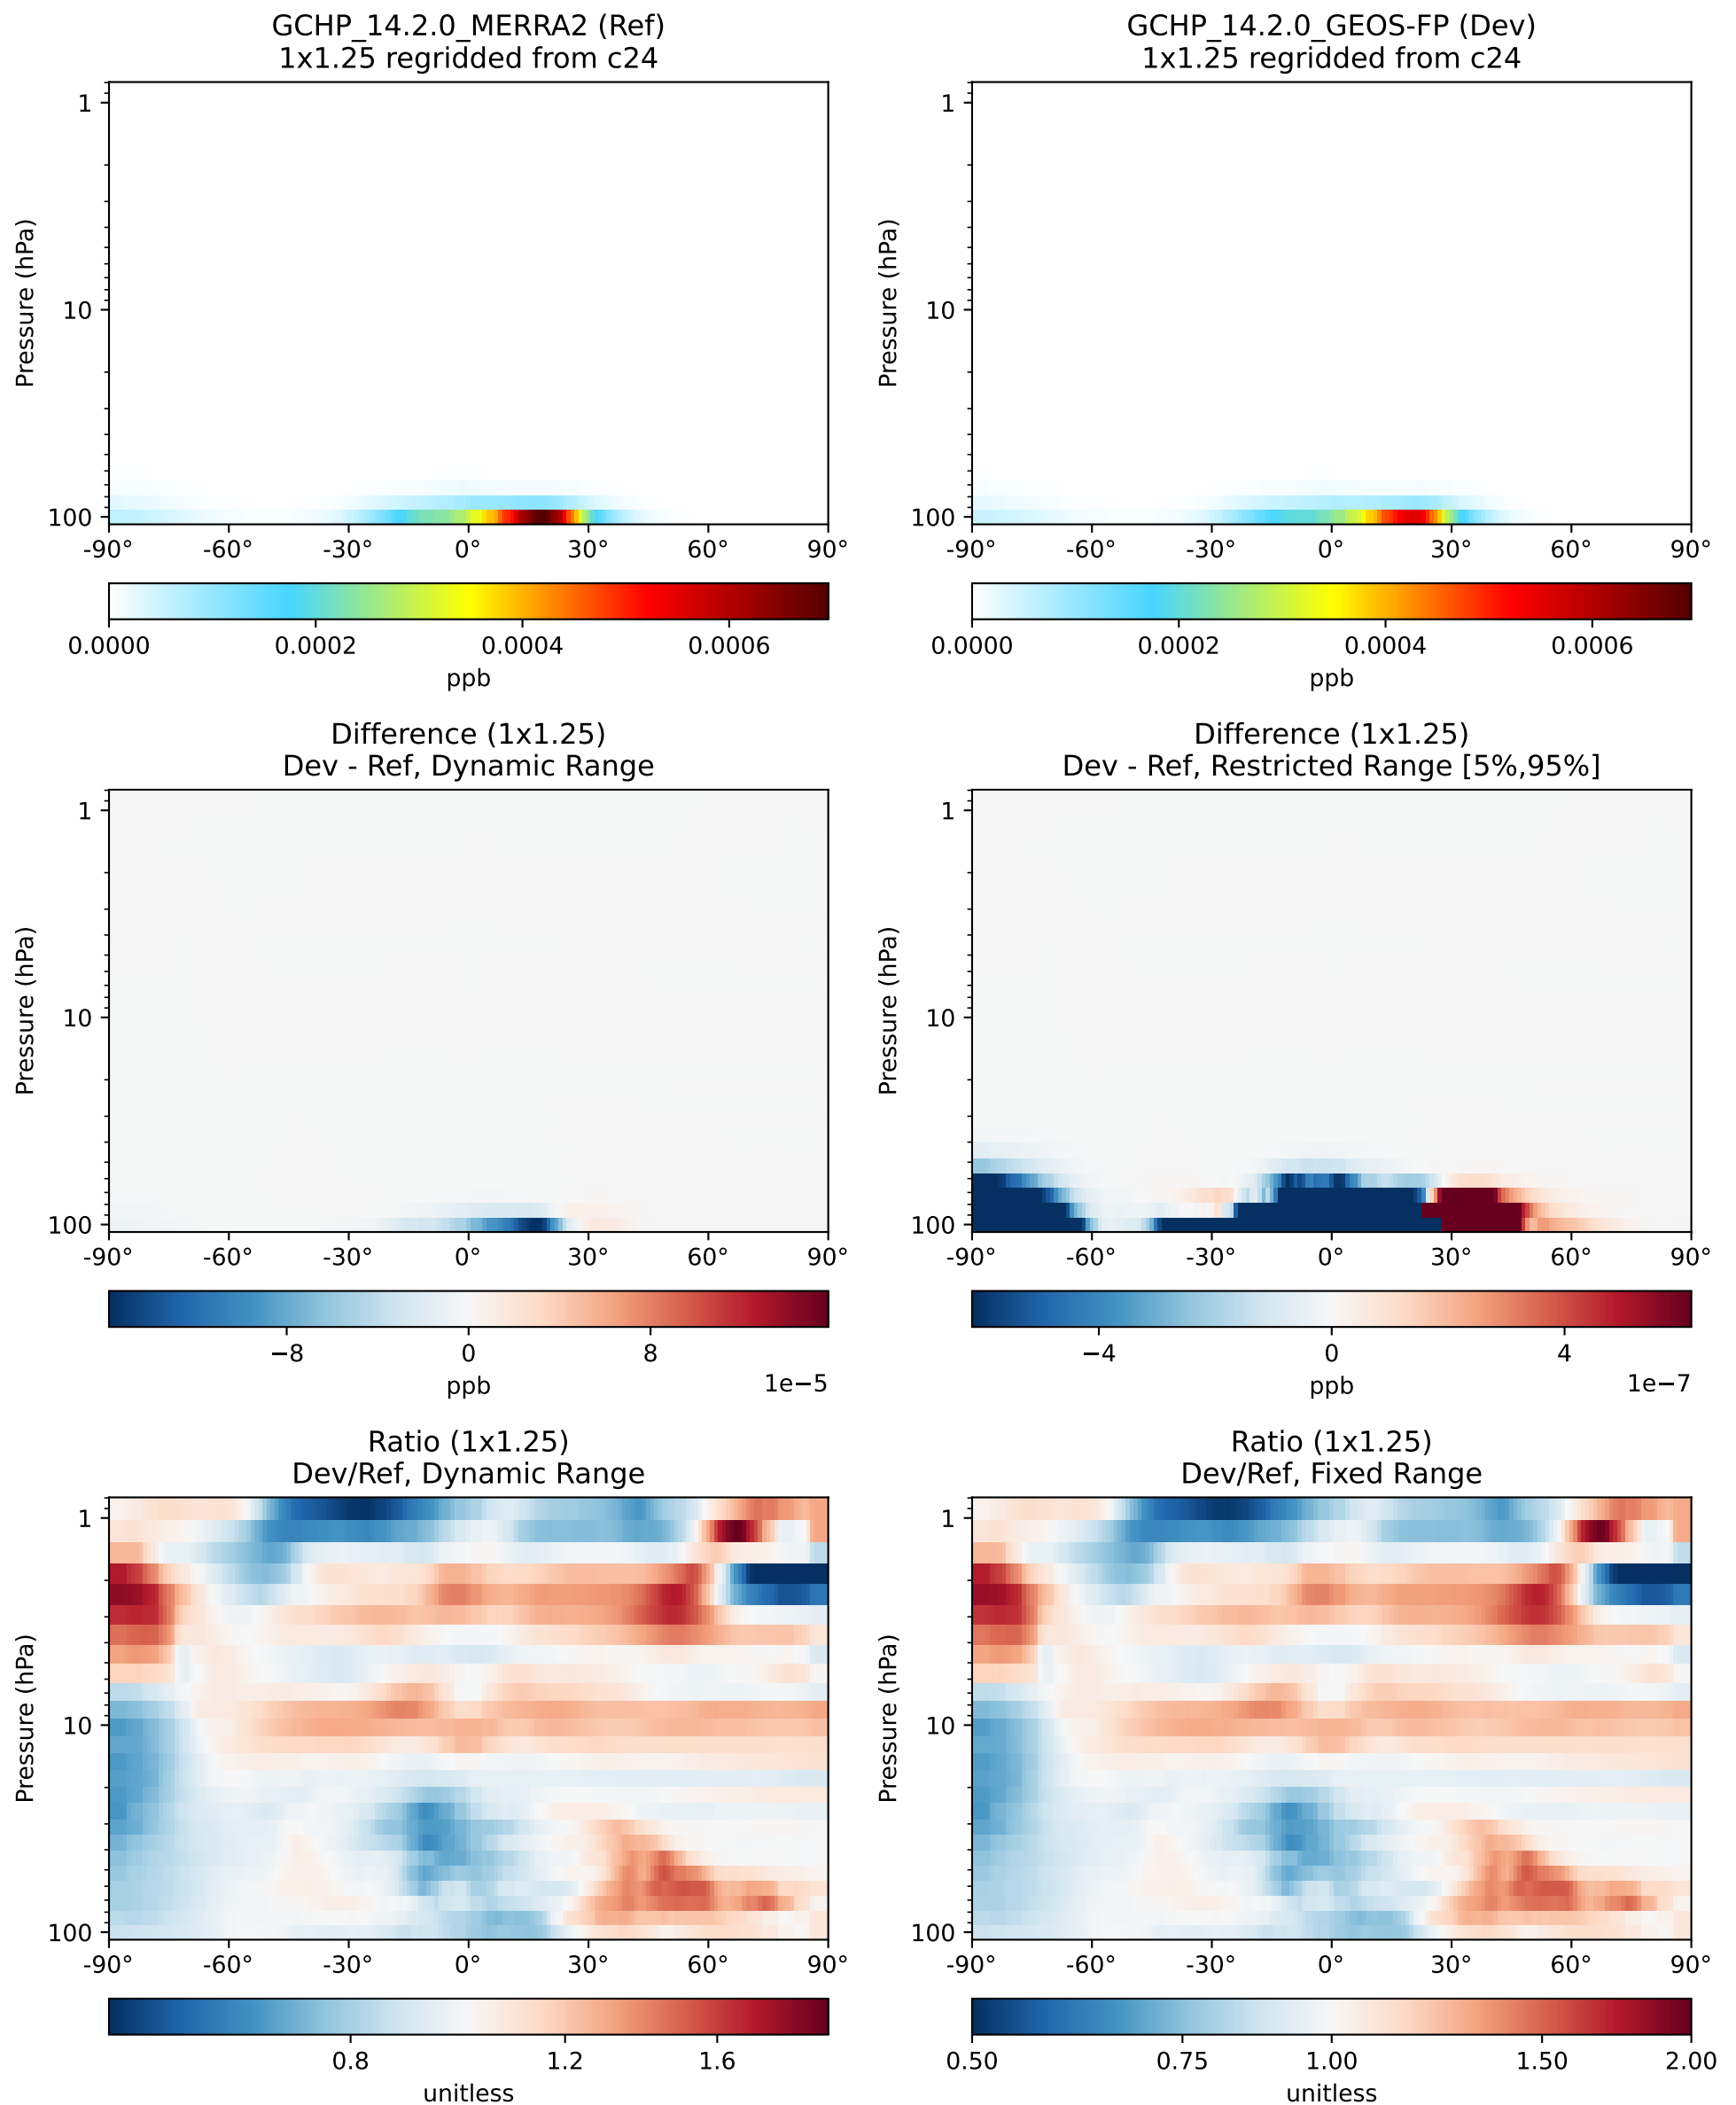 GCHP_14.2.0_MERRA2 (Ref)
1x1.25 regridded from c24
Pressure (hPa)
1
10
100
-90° -60° -30° 0° 30° 60° 90°
0.0000 0.0002 0.0004 0.0006
ppb
GCHP_14.2.0_GEOS-FP (Dev)
1x1.25 regridded from c24
Pressure (hPa)
1
10
100
-90° -60° -30° 0° 30° 60° 90°
0.0000 0.0002 0.0004 0.0006
ppb
Difference (1x1.25)
Dev - Ref, Dynamic Range
Pressure (hPa)
1
10
100
-90° -60° -30° 0° 30° 60° 90°
−8 0 8
1e−5
ppb
Difference (1x1.25)
Dev - Ref, Restricted Range [5%,95%]
Pressure (hPa)
1
10
100
-90° -60° -30° 0° 30° 60° 90°
−4 0 4
1e−7
ppb
Ratio (1x1.25)
Dev/Ref, Dynamic Range
Pressure (hPa)
1
10
100
-90° -60° -30° 0° 30° 60° 90°
0.8 1.2 1.6
unitless
Ratio (1x1.25)
Dev/Ref, Fixed Range
Pressure (hPa)
1
10
100
-90° -60° -30° 0° 30° 60° 90°
0.50 0.75 1.00 1.50 2.00
unitless